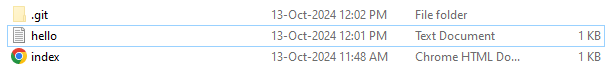 .git 13-Oct-2024 12:02 PM File folder
hello 13-Oct-2024 12:01 PM Text Document 1 KB
index 13-Oct-2024 11:48 AM Chrome HTML Do... 1 KB